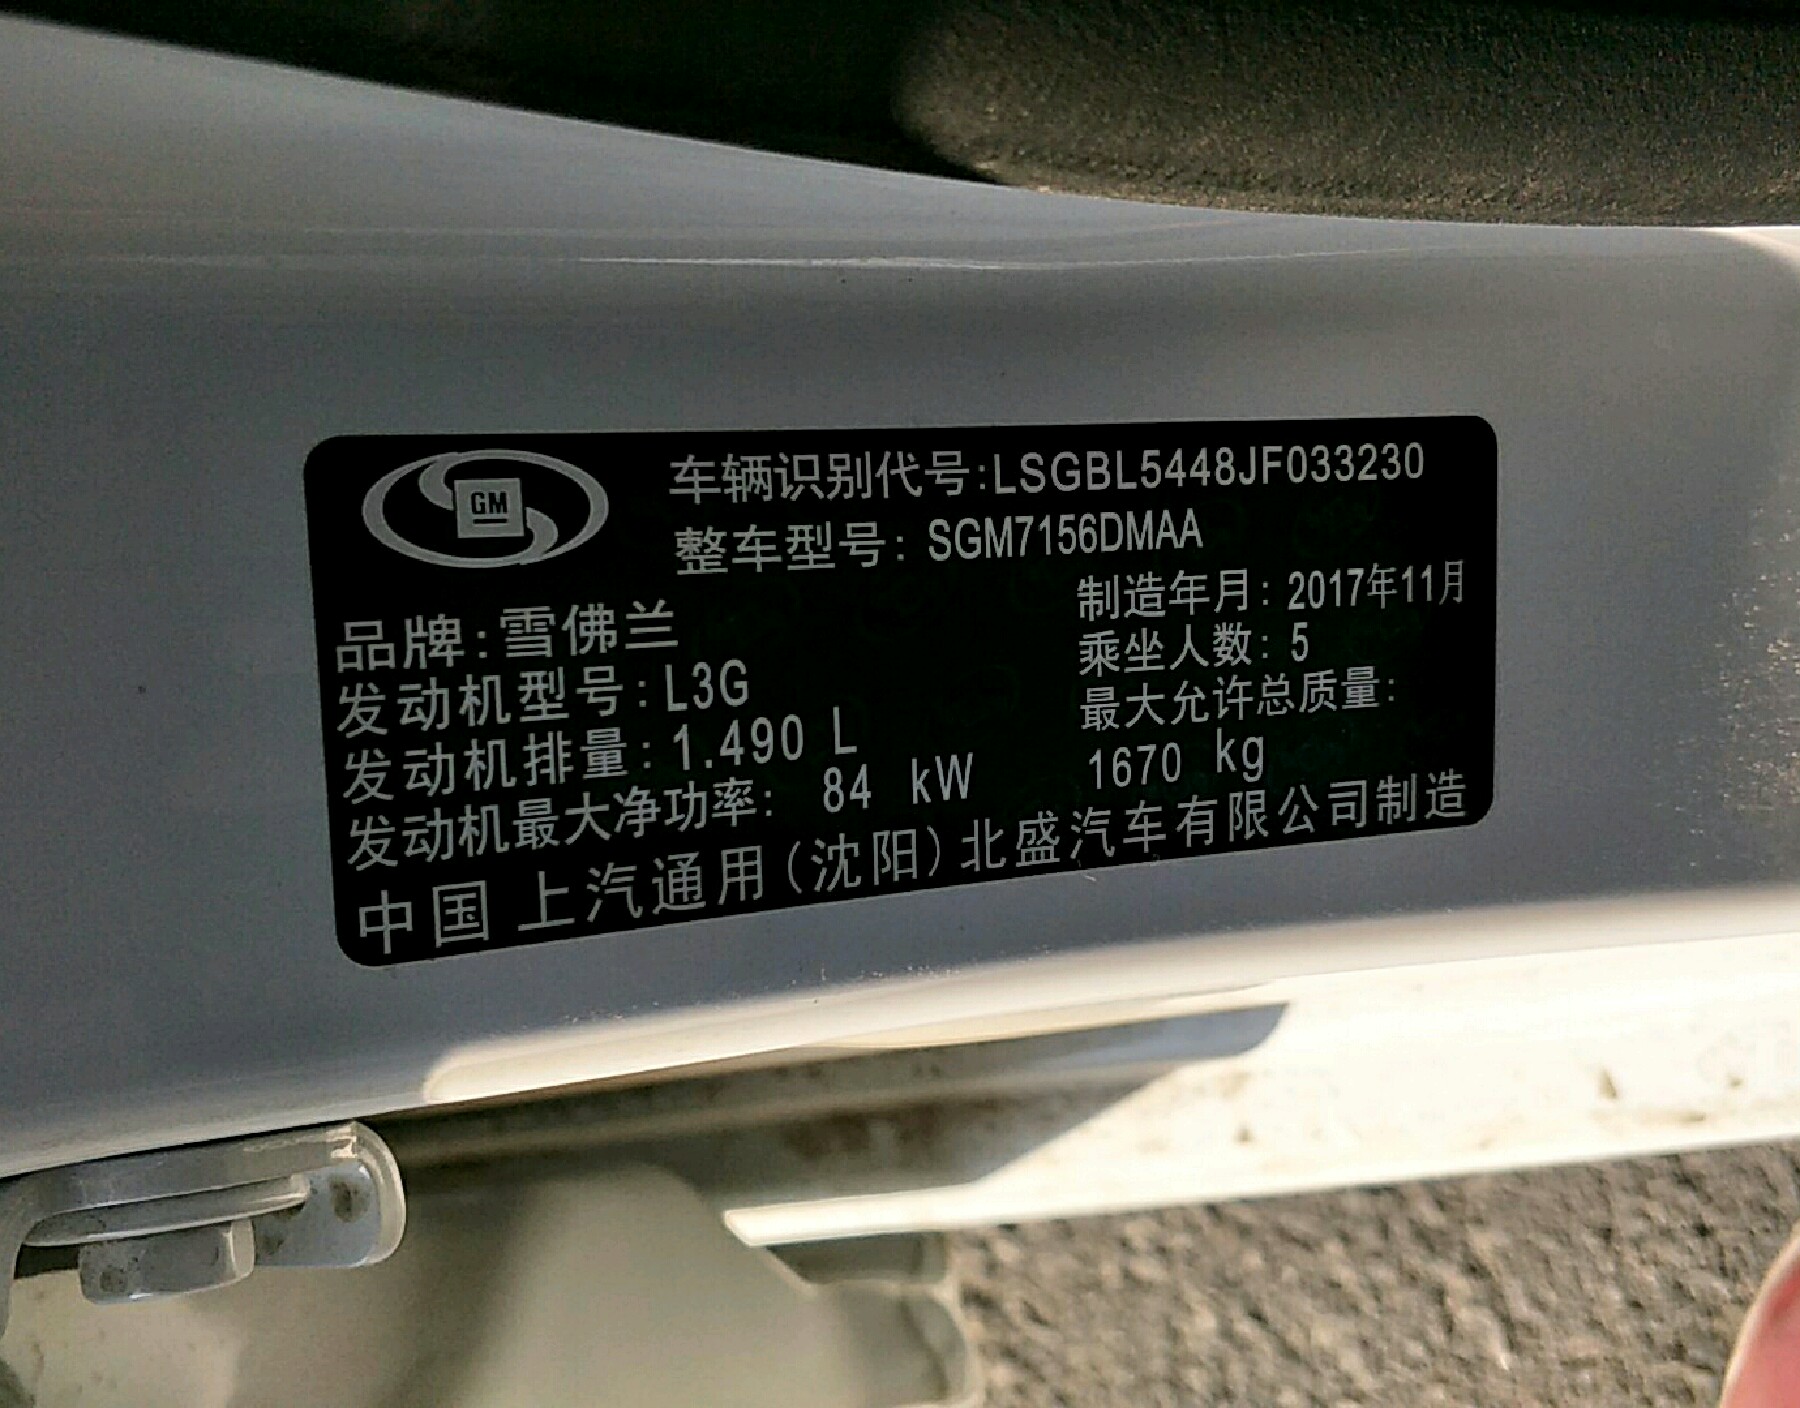 GM
车辆识别代号:LSGBL5448JF033230
整车型号: SGM7156DMAA
品牌:雪佛兰
制造年月: 2017年11月
发动机型号:L3G
乘坐人数: 5
发动机排量:1.490 L
最大允许总质量:
发动机最大净功率: 84 kW
1670 kg
中国 上汽通用(沈阳)北盛汽车有限公司制造